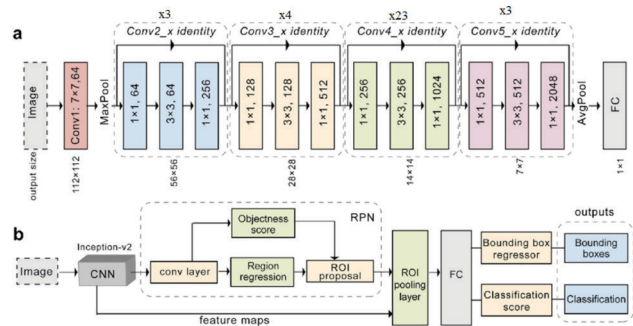 x3 x4 x23 x3
a
Conv2_x identity Conv3_x identity Conv4_x identity Conv5_x identity
Image
Conv1: 7×7,64
MaxPool
1×1, 64
3×3, 64
1×1, 256
1×1, 128
3×3, 128
1×1, 512
1×1, 256
3×3, 256
1×1, 1024
1×1, 512
3×3, 512
1×1, 2048
AvgPool
FC
output size
112×112
56×56
28×28
14×14
7×7
1×1
b
RPN
outputs
Inception-v2
Image
CNN
conv layer
Objectness
score
Region
regression
ROI
proposal
feature maps
ROI
pooling
layer
FC
Bounding box
regressor
Bounding
boxes
Classification
score
Classification